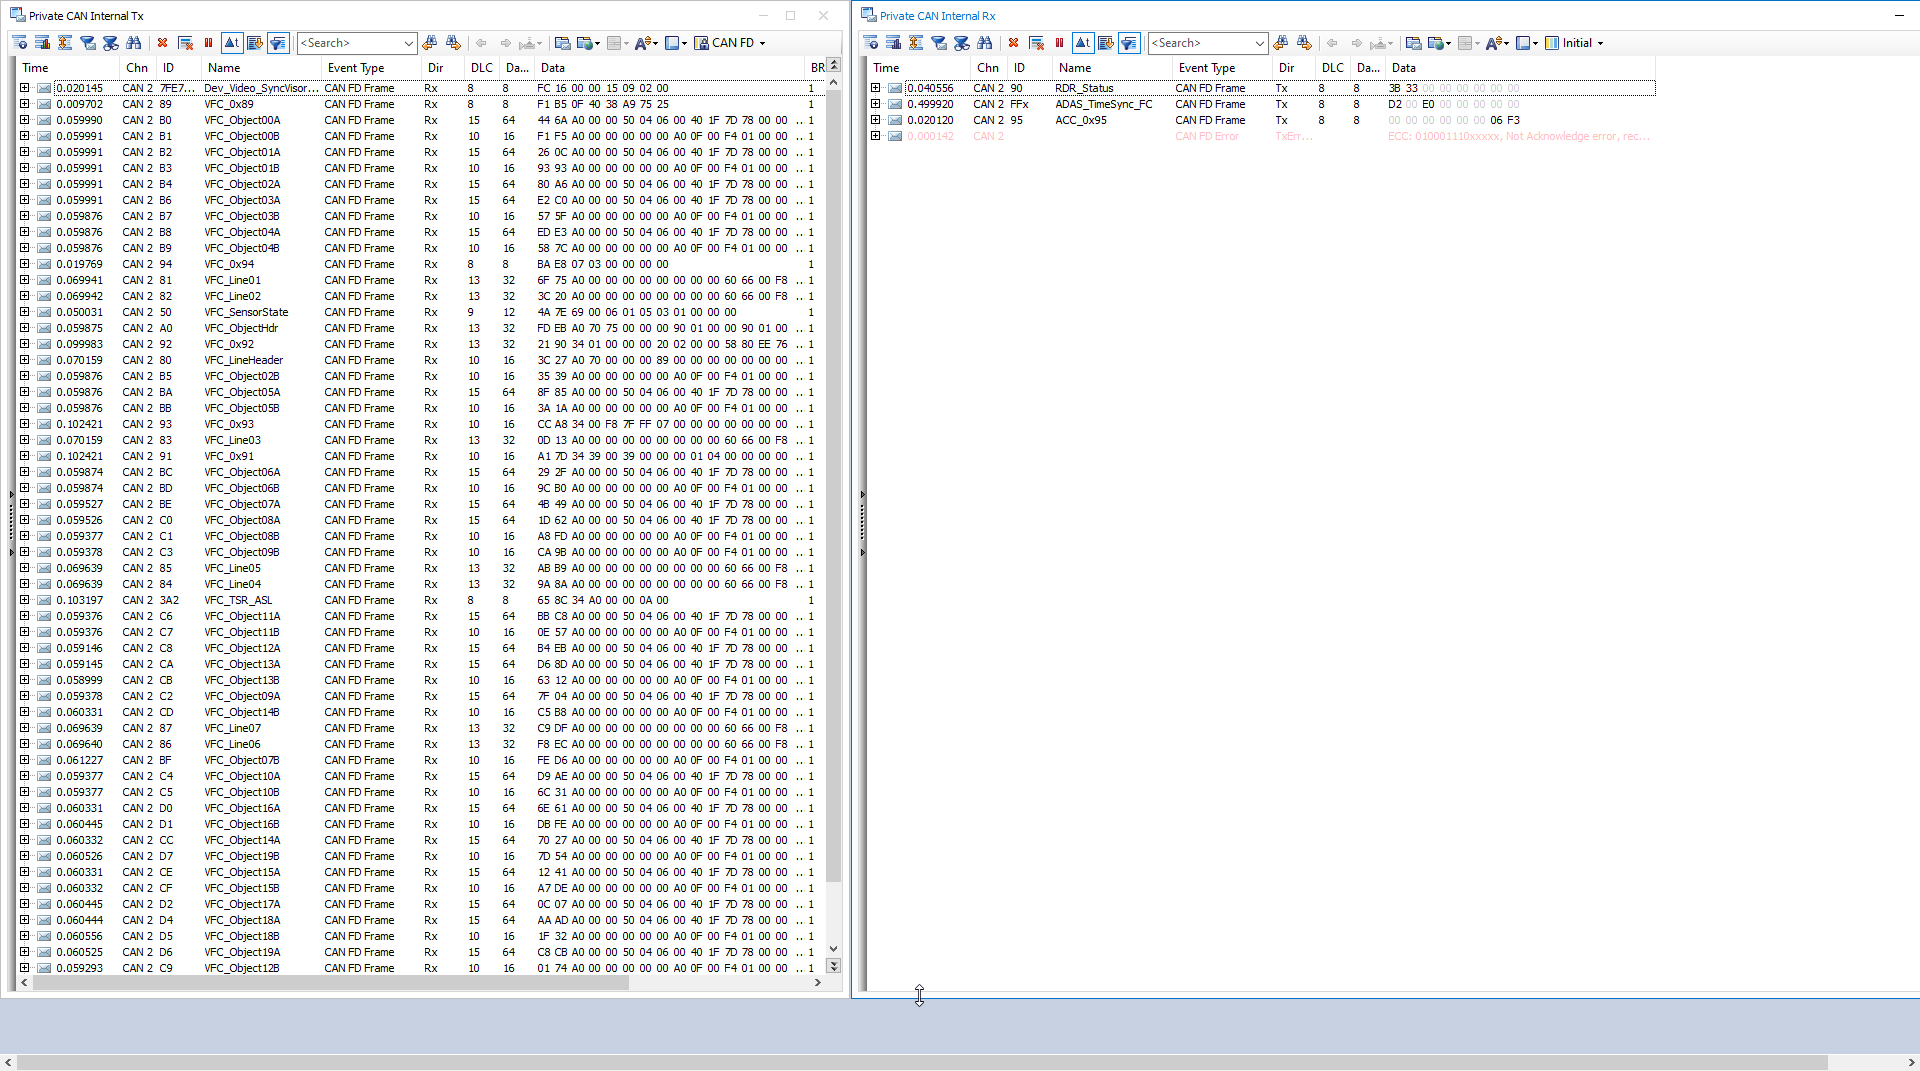 Private CAN Internal Tx
<Search> CAN FD
Time Chn ID Name Event Type Dir DLC Da... Data BR
0.020145 CAN 2 7FE7... Dev_Video_SyncVisor... CAN FD Frame Rx 8 8 FC 16 00 00 15 09 02 00 1
0.009702 CAN 2 89 VFC_0x89 CAN FD Frame Rx 8 8 F1 B5 0F 40 38 A9 75 25 1
0.059990 CAN 2 B0 VFC_Object00A CAN FD Frame Rx 15 64 44 6A A0 00 00 50 04 06 00 40 1F 7D 78 00 00 ... 1
0.059991 CAN 2 B1 VFC_Object00B CAN FD Frame Rx 10 16 F1 F5 A0 00 00 00 00 00 A0 0F 00 F4 01 00 00 ... 1
0.059991 CAN 2 B2 VFC_Object01A CAN FD Frame Rx 15 64 26 0C A0 00 00 50 04 06 00 40 1F 7D 78 00 00 ... 1
0.059991 CAN 2 B3 VFC_Object01B CAN FD Frame Rx 10 16 93 93 A0 00 00 00 00 00 A0 0F 00 F4 01 00 00 ... 1
0.059991 CAN 2 B4 VFC_Object02A CAN FD Frame Rx 15 64 80 A6 A0 00 00 50 04 06 00 40 1F 7D 78 00 00 ... 1
0.059991 CAN 2 B6 VFC_Object03A CAN FD Frame Rx 15 64 E2 C0 A0 00 00 50 04 06 00 40 1F 7D 78 00 00 ... 1
0.059876 CAN 2 B7 VFC_Object03B CAN FD Frame Rx 10 16 57 5F A0 00 00 00 00 00 A0 0F 00 F4 01 00 00 ... 1
0.059876 CAN 2 B8 VFC_Object04A CAN FD Frame Rx 15 64 ED E3 A0 00 00 50 04 06 00 40 1F 7D 78 00 00 ... 1
0.059876 CAN 2 B9 VFC_Object04B CAN FD Frame Rx 10 16 58 7C A0 00 00 00 00 00 A0 0F 00 F4 01 00 00 ... 1
0.019769 CAN 2 94 VFC_0x94 CAN FD Frame Rx 8 8 BA E8 07 03 00 00 00 00 1
0.069941 CAN 2 81 VFC_Line01 CAN FD Frame Rx 13 32 6F 75 A0 00 00 00 00 00 00 00 00 60 66 00 F8 ... 1
0.069942 CAN 2 82 VFC_Line02 CAN FD Frame Rx 13 32 3C 20 A0 00 00 00 00 00 00 00 00 60 66 00 F8 ... 1
0.050031 CAN 2 50 VFC_SensorState CAN FD Frame Rx 9 12 4A 7E 69 00 06 01 05 03 01 00 00 00 1
0.059875 CAN 2 A0 VFC_ObjectHdr CAN FD Frame Rx 13 32 FD EB A0 70 75 00 00 00 90 01 00 00 90 01 00 ... 1
0.099983 CAN 2 92 VFC_0x92 CAN FD Frame Rx 13 32 21 90 34 01 00 00 00 20 02 00 00 58 80 EE 76 ... 1
0.070159 CAN 2 80 VFC_LineHeader CAN FD Frame Rx 10 16 3C 27 A0 70 00 00 00 89 00 00 00 00 00 00 00 ... 1
0.059876 CAN 2 B5 VFC_Object02B CAN FD Frame Rx 10 16 35 39 A0 00 00 00 00 00 A0 0F 00 F4 01 00 00 ... 1
0.059876 CAN 2 BA VFC_Object05A CAN FD Frame Rx 15 64 8F 85 A0 00 00 50 04 06 00 40 1F 7D 78 00 00 ... 1
0.059876 CAN 2 BB VFC_Object05B CAN FD Frame Rx 10 16 3A 1A A0 00 00 00 00 00 A0 0F 00 F4 01 00 00 ... 1
0.102421 CAN 2 93 VFC_0x93 CAN FD Frame Rx 10 16 CC A8 34 00 F8 7F FF 07 00 00 00 00 00 00 00 ... 1
0.070159 CAN 2 83 VFC_Line03 CAN FD Frame Rx 13 32 0D 13 A0 00 00 00 00 00 00 00 00 60 66 00 F8 ... 1
0.102421 CAN 2 91 VFC_0x91 CAN FD Frame Rx 10 16 A1 7D 34 39 00 39 00 00 00 01 04 00 00 00 00 ... 1
0.059874 CAN 2 BC VFC_Object06A CAN FD Frame Rx 15 64 29 2F A0 00 00 50 04 06 00 40 1F 7D 78 00 00 ... 1
0.059874 CAN 2 BD VFC_Object06B CAN FD Frame Rx 10 16 9C B0 A0 00 00 00 00 00 A0 0F 00 F4 01 00 00 ... 1
0.059527 CAN 2 BE VFC_Object07A CAN FD Frame Rx 15 64 4B 49 A0 00 00 50 04 06 00 40 1F 7D 78 00 00 ... 1
0.059526 CAN 2 C0 VFC_Object08A CAN FD Frame Rx 15 64 1D 62 A0 00 00 50 04 06 00 40 1F 7D 78 00 00 ... 1
0.059377 CAN 2 C1 VFC_Object08B CAN FD Frame Rx 10 16 A8 FD A0 00 00 00 00 00 A0 0F 00 F4 01 00 00 ... 1
0.059378 CAN 2 C3 VFC_Object09B CAN FD Frame Rx 10 16 CA 9B A0 00 00 00 00 00 A0 0F 00 F4 01 00 00 ... 1
0.069639 CAN 2 85 VFC_Line05 CAN FD Frame Rx 13 32 AB B9 A0 00 00 00 00 00 00 00 00 60 66 00 F8 ... 1
0.069639 CAN 2 84 VFC_Line04 CAN FD Frame Rx 13 32 9A 8A A0 00 00 00 00 00 00 00 00 60 66 00 F8 ... 1
0.103197 CAN 2 3A2 VFC_TSR_ASL CAN FD Frame Rx 8 8 65 8C 34 A0 00 00 0A 00 1
0.059376 CAN 2 C6 VFC_Object11A CAN FD Frame Rx 15 64 BB C8 A0 00 00 50 04 06 00 40 1F 7D 78 00 00 ... 1
0.059376 CAN 2 C7 VFC_Object11B CAN FD Frame Rx 10 16 0E 57 A0 00 00 00 00 00 A0 0F 00 F4 01 00 00 ... 1
0.059146 CAN 2 C8 VFC_Object12A CAN FD Frame Rx 15 64 B4 EB A0 00 00 50 04 06 00 40 1F 7D 78 00 00 ... 1
0.059145 CAN 2 CA VFC_Object13A CAN FD Frame Rx 15 64 D6 8D A0 00 00 50 04 06 00 40 1F 7D 78 00 00 ... 1
0.058999 CAN 2 CB VFC_Object13B CAN FD Frame Rx 10 16 63 12 A0 00 00 00 00 00 A0 0F 00 F4 01 00 00 ... 1
0.059378 CAN 2 C2 VFC_Object09A CAN FD Frame Rx 15 64 7F 04 A0 00 00 50 04 06 00 40 1F 7D 78 00 00 ... 1
0.060331 CAN 2 CD VFC_Object14B CAN FD Frame Rx 10 16 C5 B8 A0 00 00 00 00 00 A0 0F 00 F4 01 00 00 ... 1
0.069639 CAN 2 87 VFC_Line07 CAN FD Frame Rx 13 32 C9 DF A0 00 00 00 00 00 00 00 00 60 66 00 F8 ... 1
0.069640 CAN 2 86 VFC_Line06 CAN FD Frame Rx 13 32 F8 EC A0 00 00 00 00 00 00 00 00 60 66 00 F8 ... 1
0.061227 CAN 2 BF VFC_Object07B CAN FD Frame Rx 10 16 FE D6 A0 00 00 00 00 00 A0 0F 00 F4 01 00 00 ... 1
0.059377 CAN 2 C4 VFC_Object10A CAN FD Frame Rx 15 64 D9 AE A0 00 00 50 04 06 00 40 1F 7D 78 00 00 ... 1
0.059377 CAN 2 C5 VFC_Object10B CAN FD Frame Rx 10 16 6C 31 A0 00 00 00 00 00 A0 0F 00 F4 01 00 00 ... 1
0.060331 CAN 2 D0 VFC_Object16A CAN FD Frame Rx 15 64 6E 61 A0 00 00 50 04 06 00 40 1F 7D 78 00 00 ... 1
0.060445 CAN 2 D1 VFC_Object16B CAN FD Frame Rx 10 16 DB FE A0 00 00 00 00 00 A0 0F 00 F4 01 00 00 ... 1
0.060332 CAN 2 CC VFC_Object14A CAN FD Frame Rx 15 64 70 27 A0 00 00 50 04 06 00 40 1F 7D 78 00 00 ... 1
0.060526 CAN 2 D7 VFC_Object19B CAN FD Frame Rx 10 16 7D 54 A0 00 00 00 00 00 A0 0F 00 F4 01 00 00 ... 1
0.060331 CAN 2 CE VFC_Object15A CAN FD Frame Rx 15 64 12 41 A0 00 00 50 04 06 00 40 1F 7D 78 00 00 ... 1
0.060332 CAN 2 CF VFC_Object15B CAN FD Frame Rx 10 16 A7 DE A0 00 00 00 00 00 A0 0F 00 F4 01 00 00 ... 1
0.060445 CAN 2 D2 VFC_Object17A CAN FD Frame Rx 15 64 0C 07 A0 00 00 50 04 06 00 40 1F 7D 78 00 00 ... 1
0.060444 CAN 2 D4 VFC_Object18A CAN FD Frame Rx 15 64 AA AD A0 00 00 50 04 06 00 40 1F 7D 78 00 00 ... 1
0.060556 CAN 2 D5 VFC_Object18B CAN FD Frame Rx 10 16 1F 32 A0 00 00 00 00 00 A0 0F 00 F4 01 00 00 ... 1
0.060525 CAN 2 D6 VFC_Object19A CAN FD Frame Rx 15 64 C8 CB A0 00 00 50 04 06 00 40 1F 7D 78 00 00 ... 1
0.059293 CAN 2 C9 VFC_Object12B CAN FD Frame Rx 10 16 01 74 A0 00 00 00 00 00 A0 0F 00 F4 01 00 00 ... 1
Private CAN Internal Rx
<Search> Initial
Time Chn ID Name Event Type Dir DLC Da... Data
0.040556 CAN 2 90 RDR_Status CAN FD Frame Tx 8 8 3B 33 00 00 00 00 00 00
0.499920 CAN 2 FFx ADAS_TimeSync_FC CAN FD Frame Tx 8 8 D2 00 E0 00 00 00 00 00
0.020120 CAN 2 95 ACC_0x95 CAN FD Frame Tx 8 8 00 00 00 00 00 00 06 F3
0.000142 CAN 2 CAN FD Error TxErr... ECC: 010001110xxxxx, Not Acknowledge error, rec...